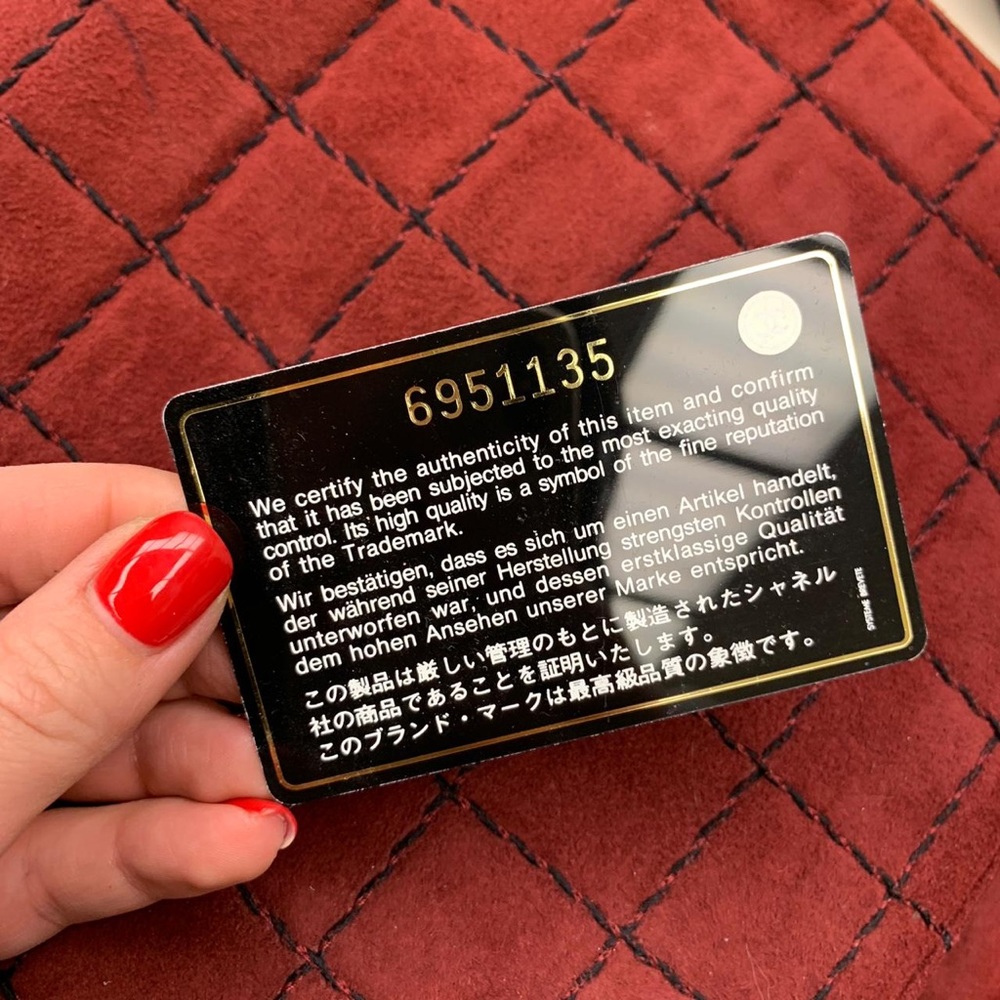 6951135
We certify the authenticity of this item and confirm
that it has been subjected to the most exacting quality
control. Its high quality is a symbol of the fine reputation
of the Trademark.
Wir bestätigen, dass es sich um einen Artikel handelt,
der während seiner Herstellung strengsten Kontrollen
unterworfen war, und dessen erstklassige Qualität
dem hohen Ansehen unserer Marke entspricht.
この製品は厳しい管理のもとに製造されたシャネル
社の商品であることを証明いたします。
このブランド・マークは最高級品質の象徴です。
SYSTEME BREVETE